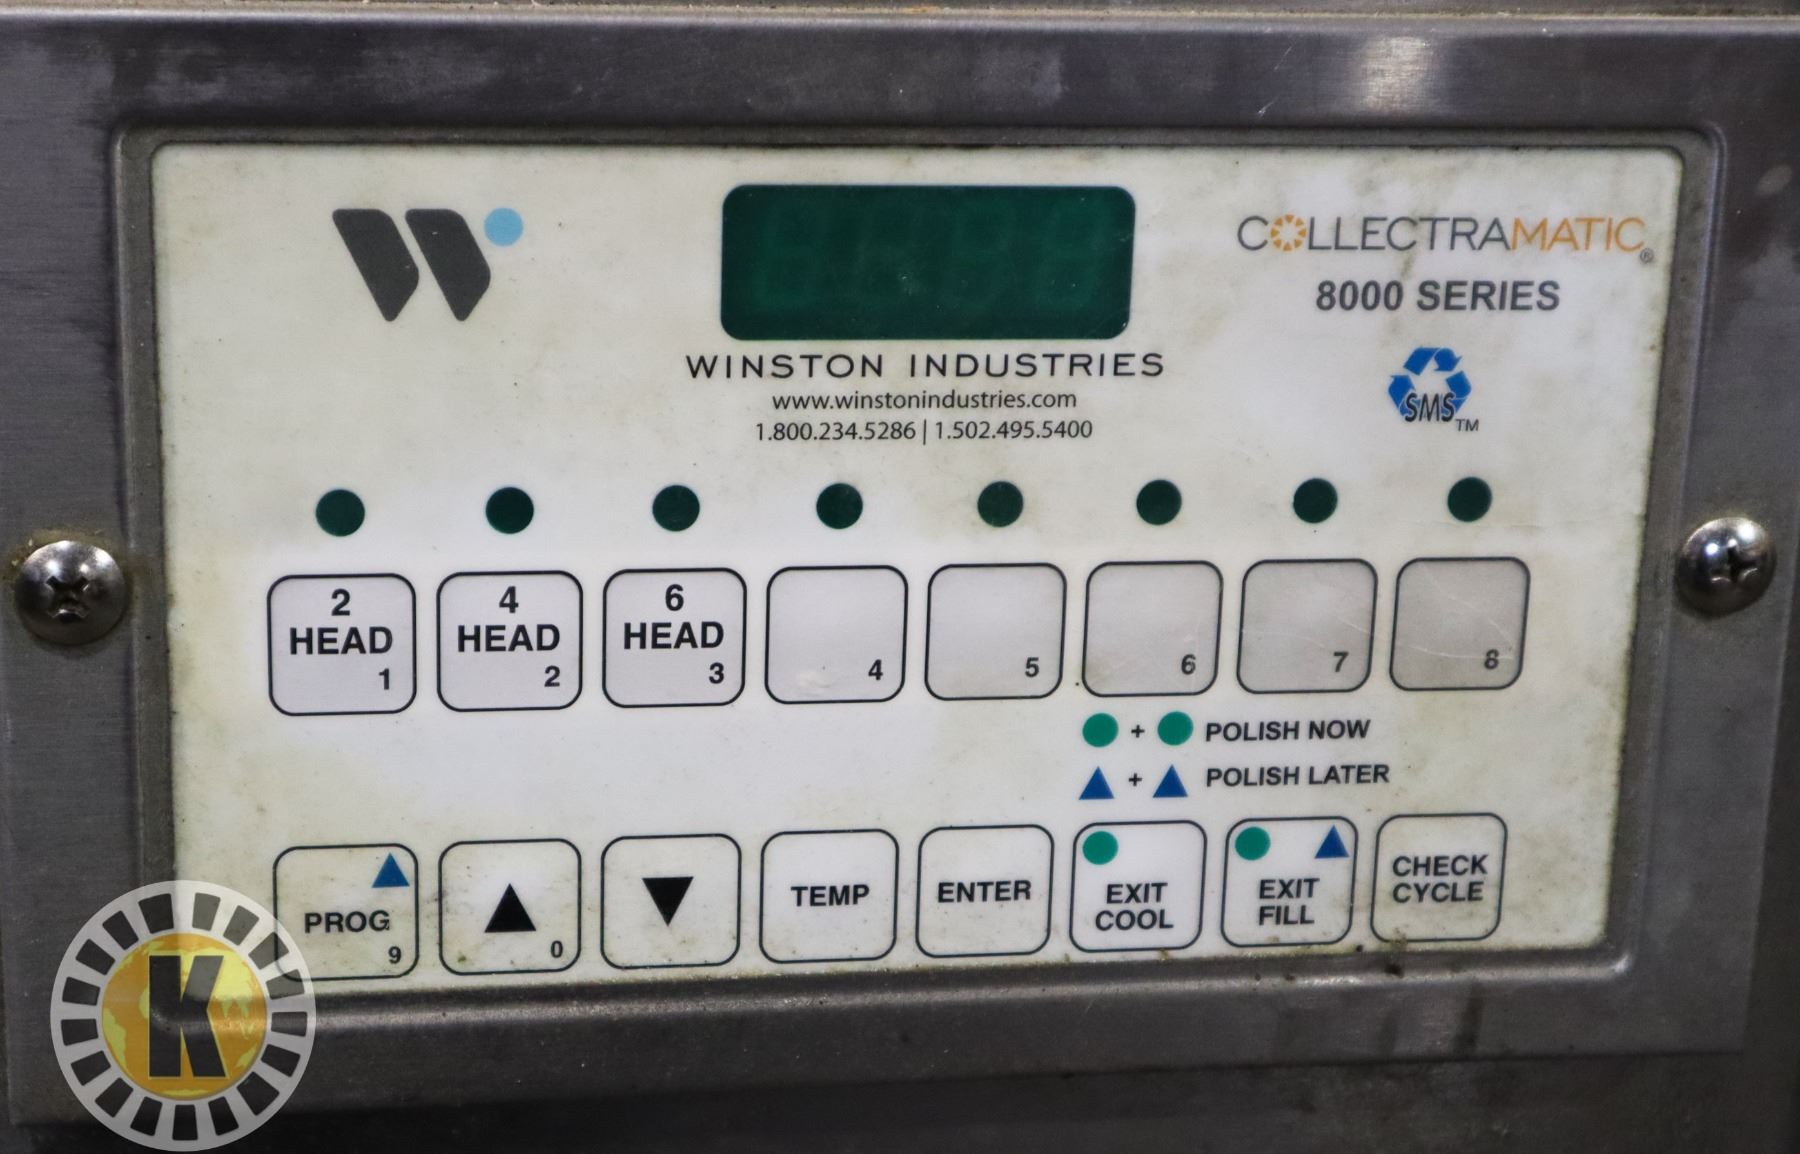 COLLECTRAMATIC®
8000 SERIES
WINSTON INDUSTRIES
www.winstonindustries.com
1.800.234.5286 | 1.502.495.5400
SMS™
2 HEAD 1
4 HEAD 2
6 HEAD 3
4
5
6
7
8
+ POLISH NOW
+ POLISH LATER
PROG 9
0
TEMP
ENTER
EXIT COOL
EXIT FILL
CHECK CYCLE
K